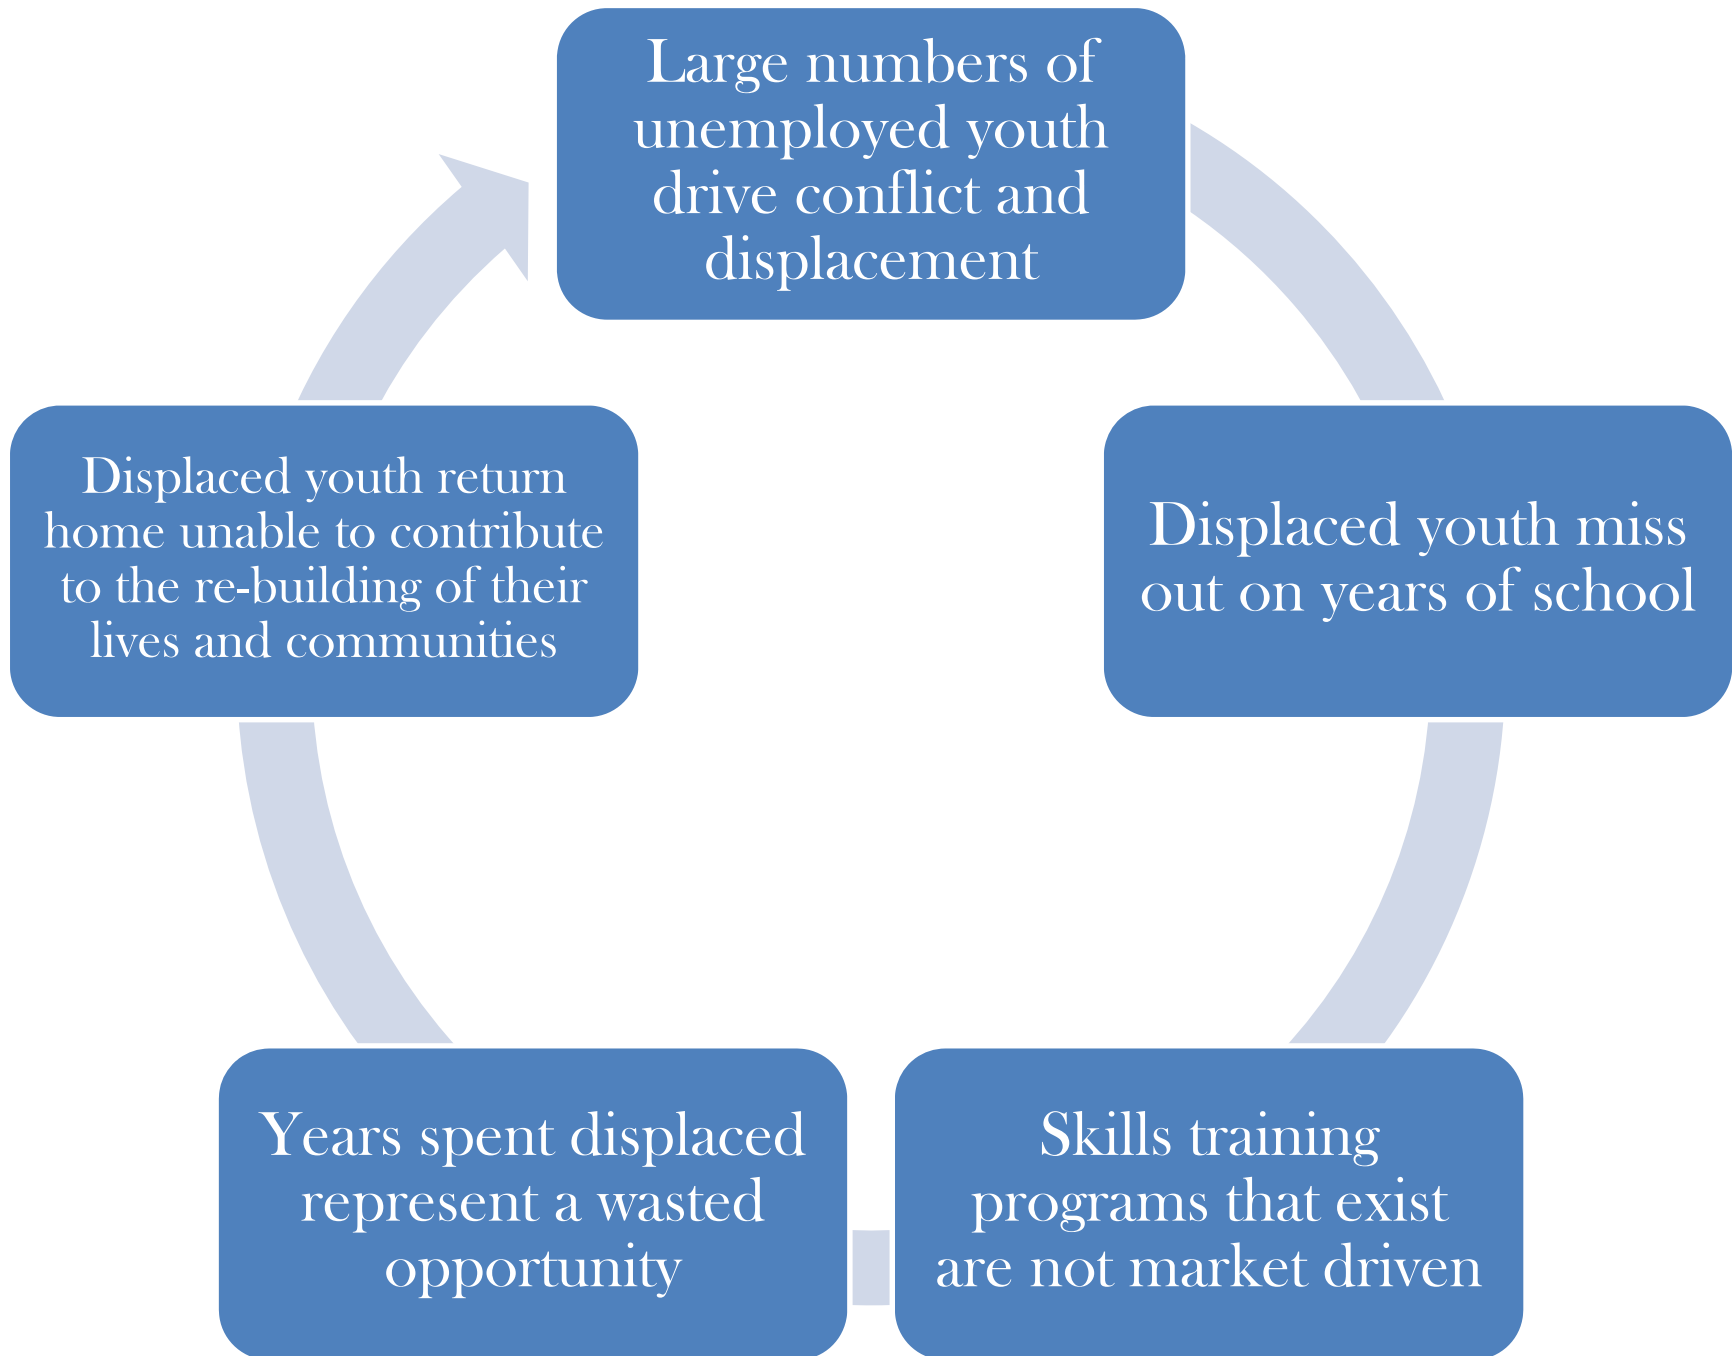 Large numbers of
unemployed youth
drive conflict and
displacement
Displaced youth miss
out on years of school
Skills training
programs that exist
are not market driven
Years spent displaced
represent a wasted
opportunity
Displaced youth return
home unable to contribute
to the re-building of their
lives and communities